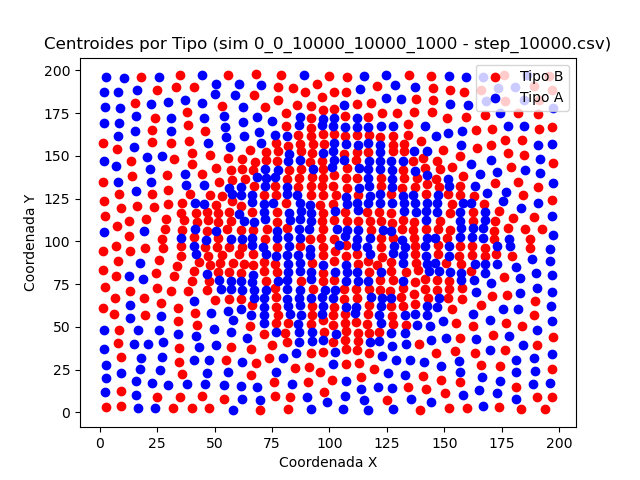 Centroides por Tipo (sim 0_0_10000_10000_1000 - step_10000.csv)
Tipo B
Tipo A
200
175
150
125
100
75
50
25
0
Coordenada Y
0 25 50 75 100 125 150 175 200
Coordenada X